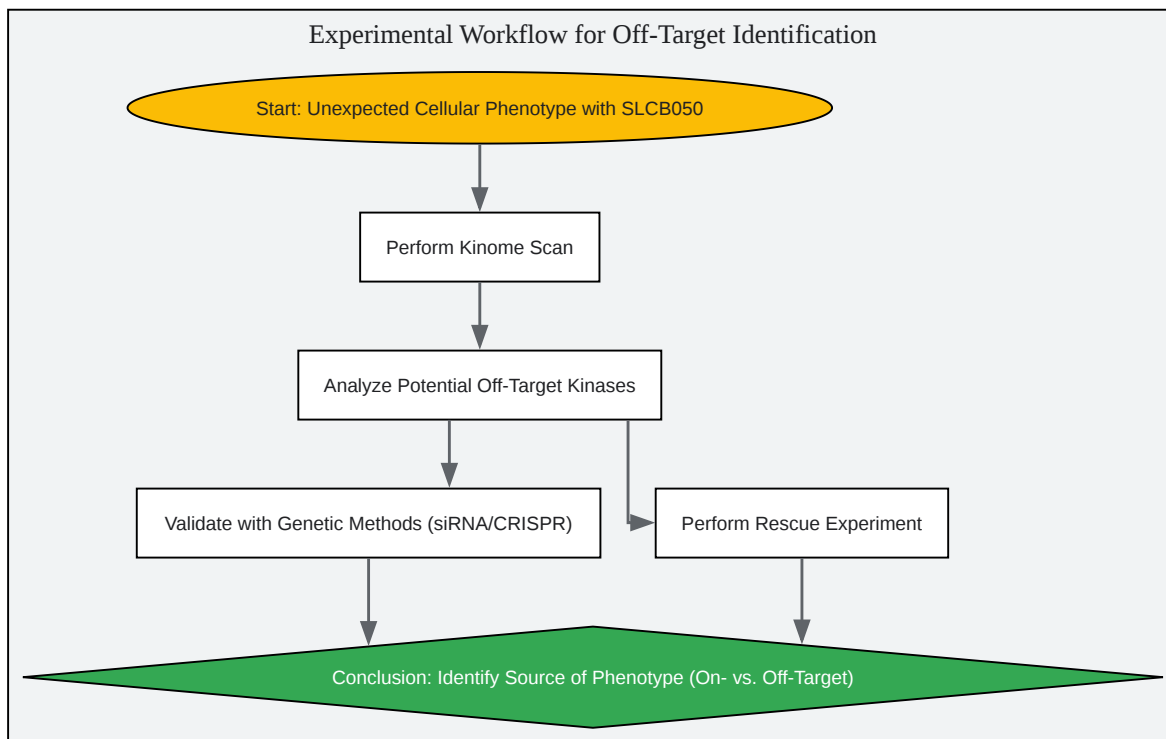 Experimental Workflow for Off-Target Identification
Start: Unexpected Cellular Phenotype with SLCB050
Perform Kinome Scan
Analyze Potential Off-Target Kinases
Validate with Genetic Methods (siRNA/CRISPR)
Perform Rescue Experiment
Conclusion: Identify Source of Phenotype (On- vs. Off-Target)